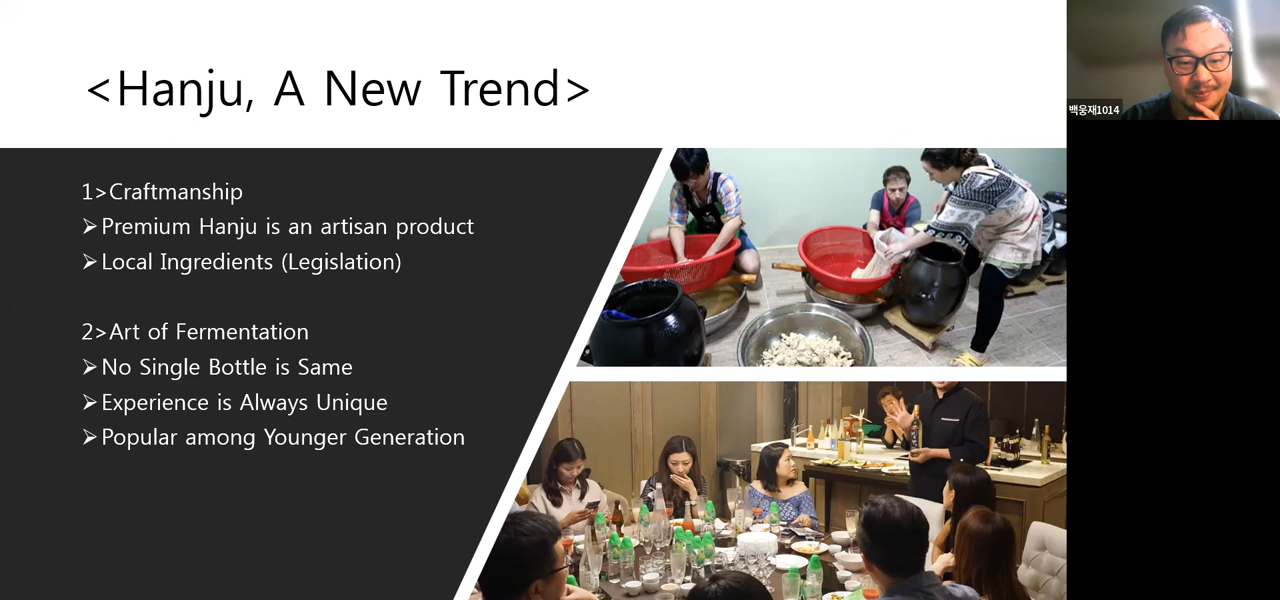 <Hanju, A New Trend>
1>Craftmanship
➢Premium Hanju is an artisan product
➢Local Ingredients (Legislation)
2>Art of Fermentation
➢No Single Bottle is Same
➢Experience is Always Unique
➢Popular among Younger Generation
백웅재1014